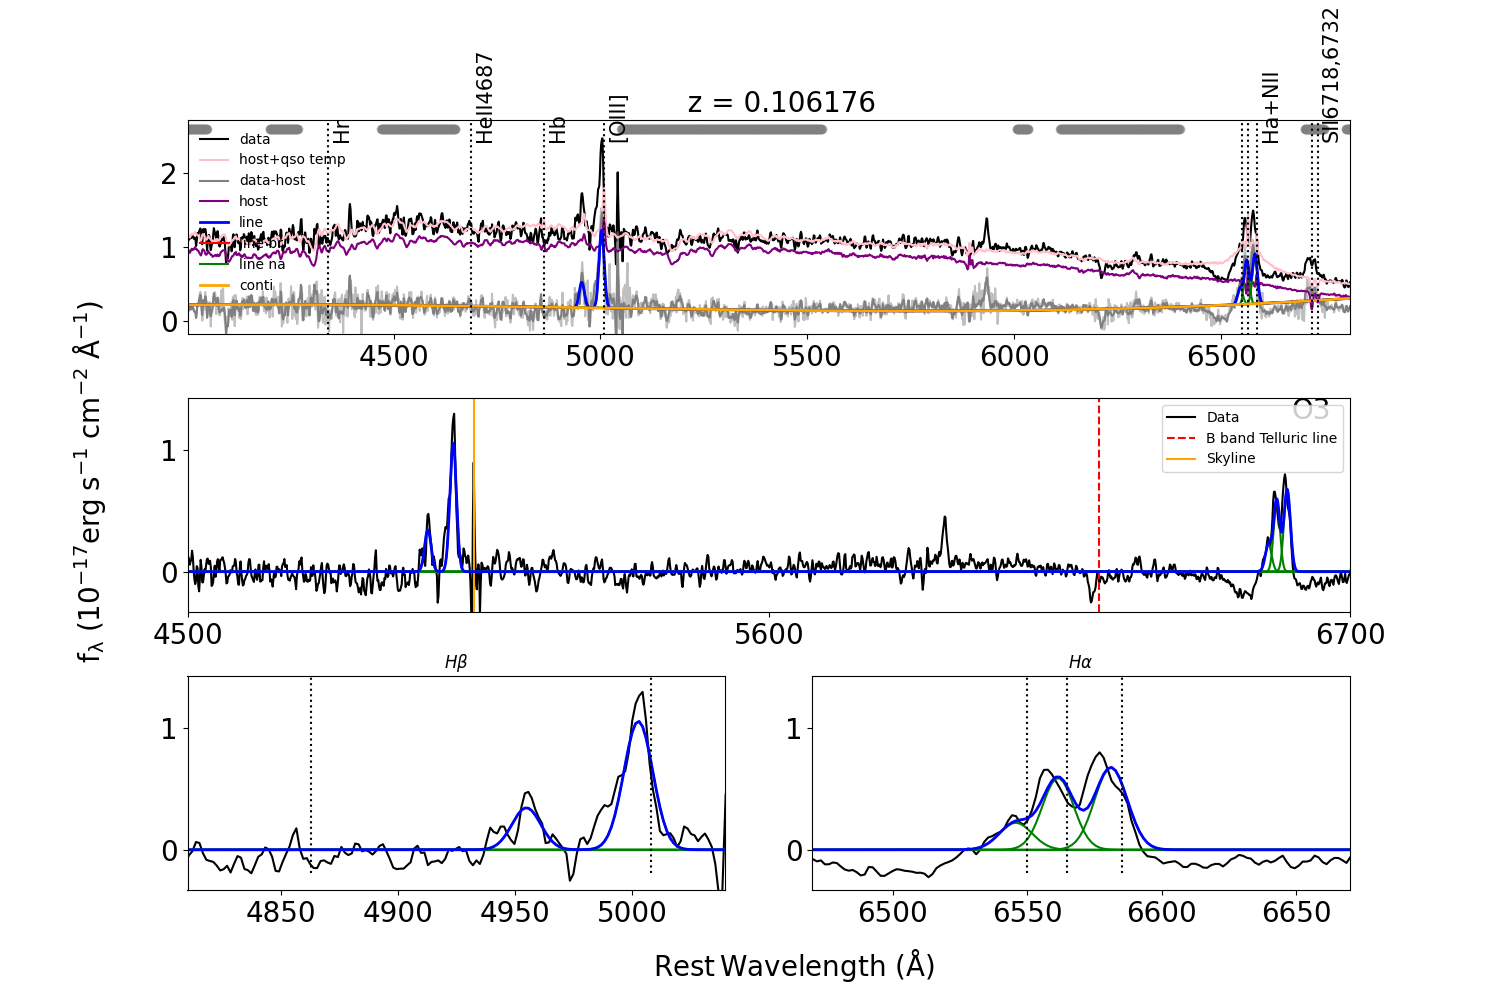 z = 0.106176
Hr
HeII4687
Hb
[OIII]
Ha+NII
SII6718,6732
data
host+qso temp
data-host
host
line
line br
line na
conti
2
1
0
4500
5000
5500
6000
6500
O3
Data
B band Telluric line
Skyline
1
0
4500
5600
6700
fλ (10⁻¹⁷erg s⁻¹ cm⁻² Å⁻¹)
Hβ
1
0
4850
4900
4950
5000
Hα
1
0
6500
6550
6600
6650
Rest Wavelength (Å)